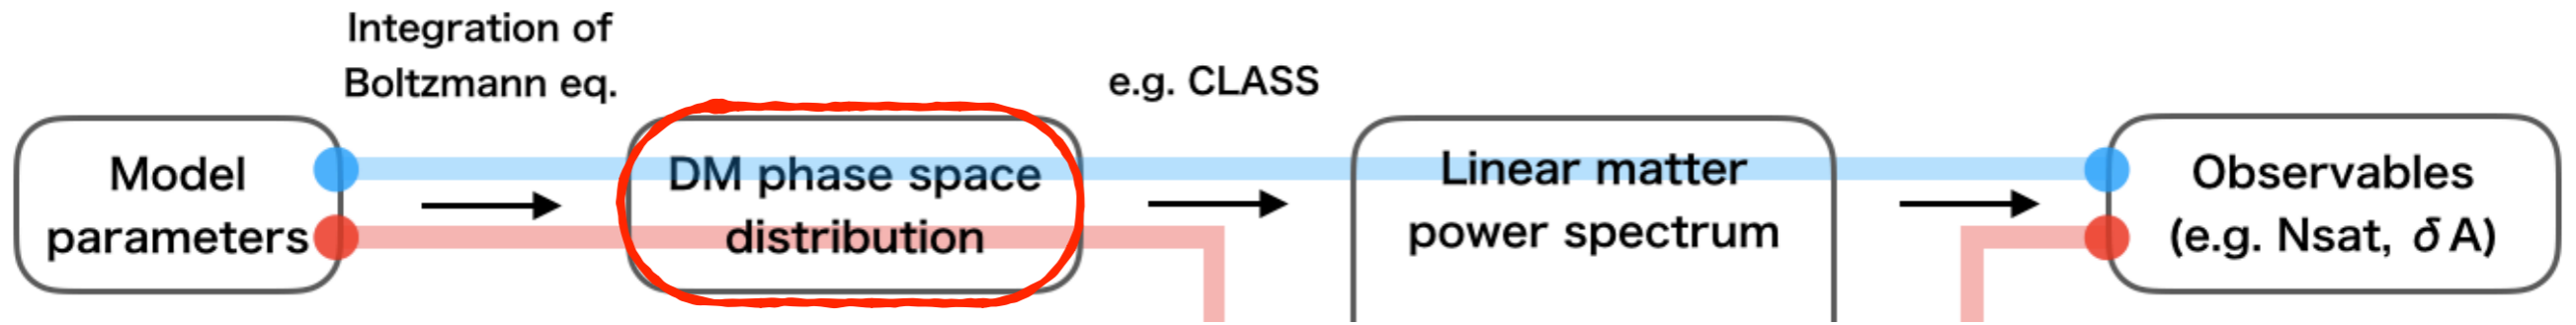 Integration of
Boltzmann eq.
e.g. CLASS
Model
parameters
DM phase space
distribution
Linear matter
power spectrum
Observables
(e.g. Nsat, δA)